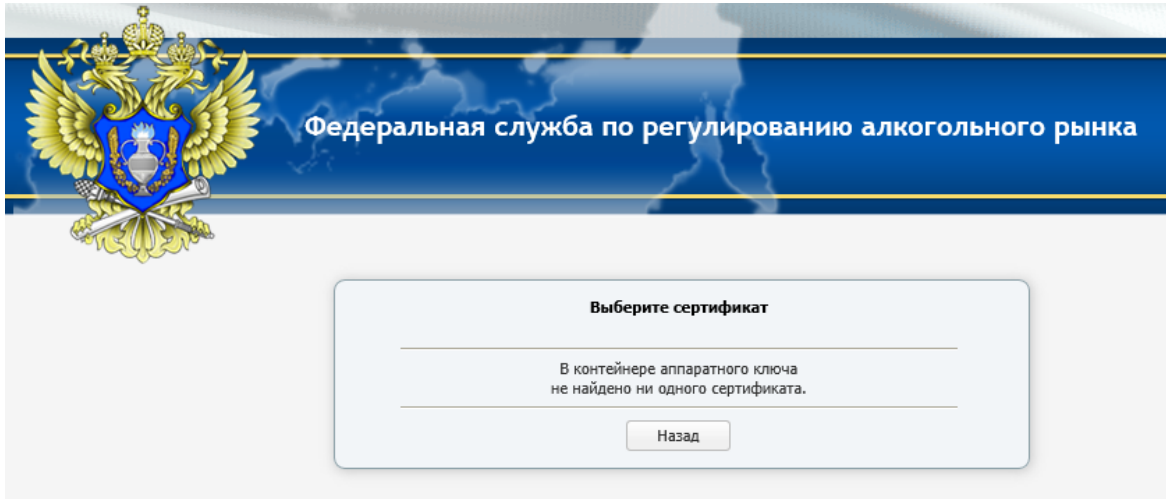 Федеральная служба по регулированию алкогольного рынка
Выберите сертификат
В контейнере аппаратного ключа
не найдено ни одного сертификата.
Назад